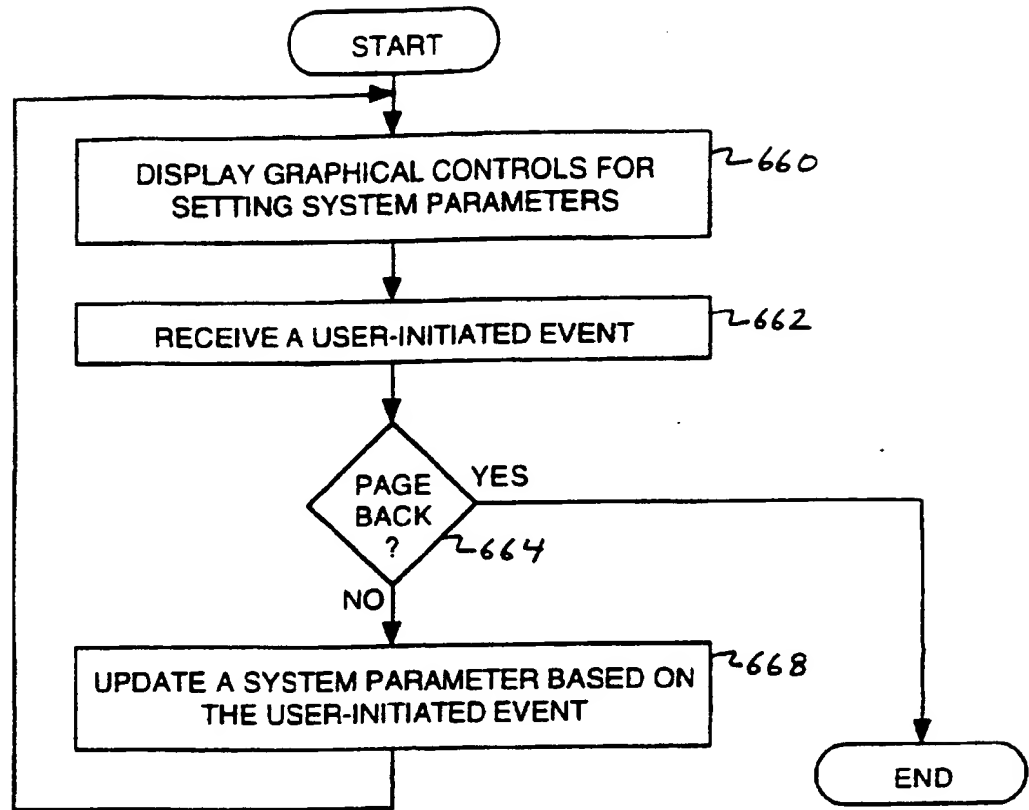 START
DISPLAY GRAPHICAL CONTROLS FOR
SETTING SYSTEM PARAMETERS
660
RECEIVE A USER-INITIATED EVENT
662
PAGE
BACK
?
YES
664
NO
UPDATE A SYSTEM PARAMETER BASED ON
THE USER-INITIATED EVENT
668
END